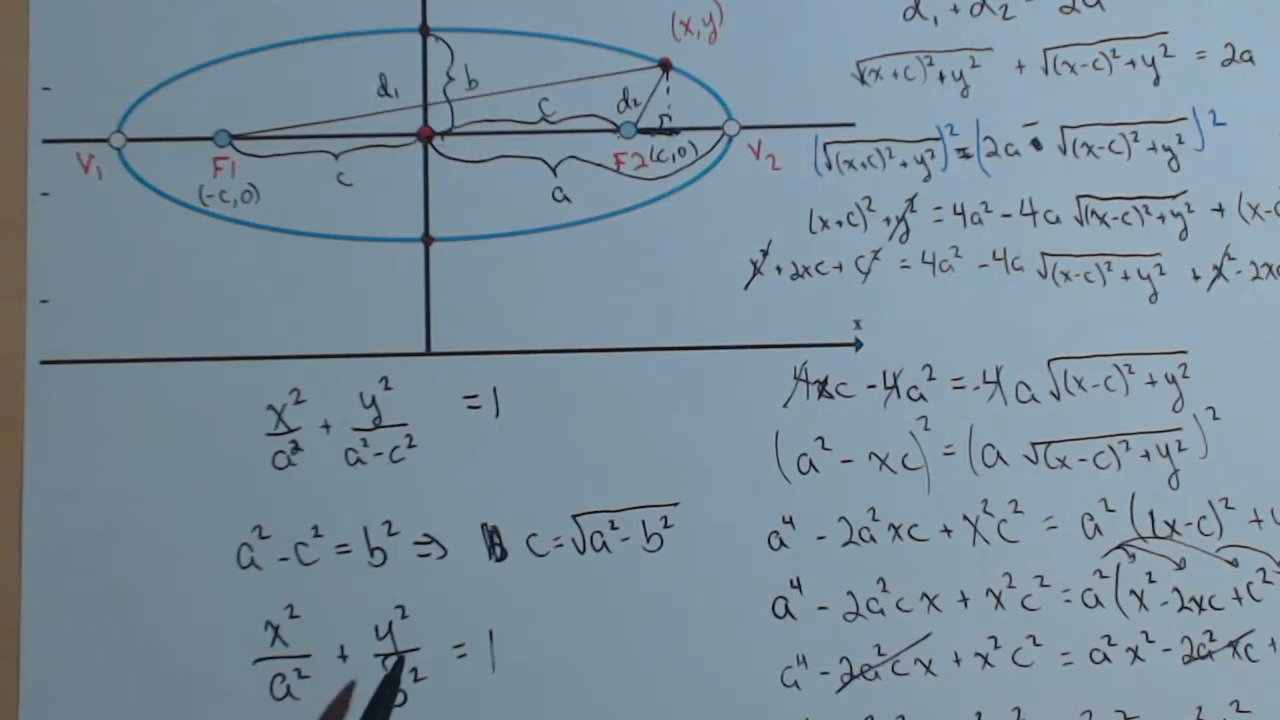 (x,y)
d₁ b
c d₂
V₁ F1 F2 (c,0) V₂
(-c,0) c a
x
x²/a² + y²/(a²-c²) = 1
a² - c² = b² ⇒ c = √(a² - b²)
x²/a² + y²/b² = 1
d₁ + d₂ = 2a
√((x+c)² + y²) + √((x-c)² + y²) = 2a
(√((x+c)² + y²))² = (2a - √((x-c)² + y²))²
(x+c)² + y² = 4a² - 4a √((x-c)² + y²) + (x-c
x² + 2xc + c² = 4a² - 4a √((x-c)² + y²) + x² - 2xc
4xc - 4a² = -4a √((x-c)² + y²)
(a² - xc)² = (a √((x-c)² + y²))²
a⁴ - 2a²xc + x²c² = a² ((x-c)² + y
a⁴ - 2a²cx + x²c² = a² (x² - 2xc + c²
a⁴ - 2a²cx + x²c² = a²x² - 2a²xc +